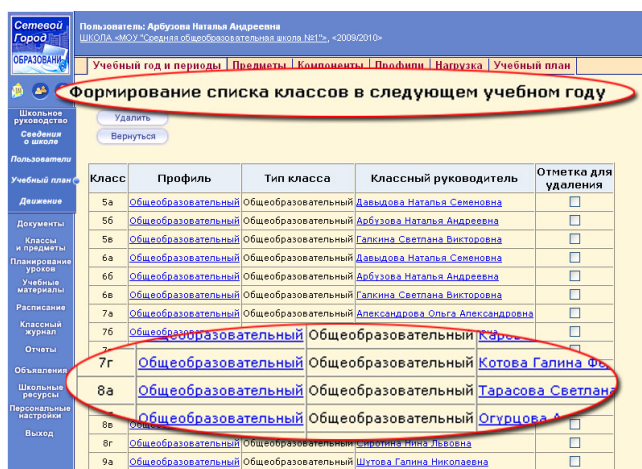 Сетевой
Город
ОБРАЗОВАНИ
Пользователь: Арбузова Наталья Андреевна
ШКОЛА <МОУ "Средняя общеобразовательная школа №1">, <2009/2010>
Учебный год и периоды | Предметы | Компоненты | Профили | Нагрузка | Учебный план
Формирование списка классов в следующем учебном году
Удалить
Вернуться
Школьное
руководство
Сведения
о школе
Пользователи
Учебный план
Движение
Документы
Классы
и предметы
Планирование
уроков
Учебные
материалы
Расписание
Классный
журнал
Отчеты
Объявления
Школьные
ресурсы
Персональные
настройки
Выход
Класс Профиль Тип класса Классный руководитель Отметка для удаления
5а Общеобразовательный Общеобразовательный Давыдова Наталья Семеновна
5б Общеобразовательный Общеобразовательный Арбузова Наталья Андреевна
5в Общеобразовательный Общеобразовательный Галкина Светлана Викторовна
6а Общеобразовательный Общеобразовательный Давыдова Наталья Семеновна
6б Общеобразовательный Общеобразовательный Арбузова Наталья Андреевна
6в Общеобразовательный Общеобразовательный Галкина Светлана Викторовна
7а Общеобразовательный Общеобразовательный Александрова Ольга Александровна
7б Общеобразовательный Общеобразовательный
7г Общеобразовательный Общеобразовательный Котова Галина
8а Общеобразовательный Общеобразовательный Тарасова Светлана
Общеобразовательный Общеобразовательный Огурцова
8в
8г Общеобразовательный Общеобразовательный Сиротина Нина Львовна
9а Общеобразовательный Общеобразовательный Шутова Галина Николаевна